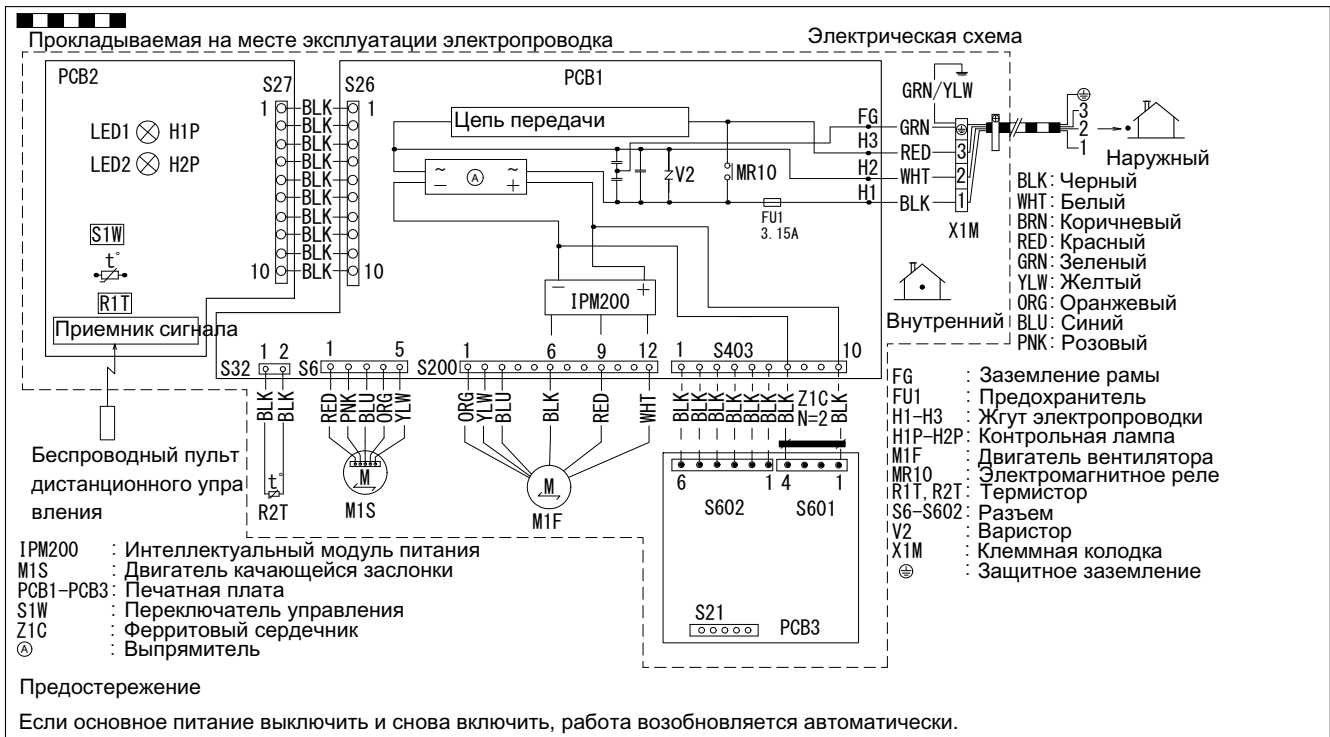 Прокладываемая на месте эксплуатации электропроводка
Электрическая схема
PCB2
S27
S26
PCB1
GRN/YLW
1
BLK
1
BLK
BLK
BLK
BLK
BLK
BLK
BLK
BLK
10
BLK
10
LED1
H1P
LED2
H2P
S1W
t°
R1T
Приемник сигнала
Цепь передачи
~
~
A
−
+
V2
MR10
FU1
3.15A
FG
GRN
H3
RED
3
H2
WHT
2
H1
BLK
1
X1M
3
2
1
Наружный
BLK: Черный
WHT: Белый
BRN: Коричневый
RED: Красный
GRN: Зеленый
YLW: Желтый
ORG: Оранжевый
BLU: Синий
PNK: Розовый
Внутренний
−
+
IPM200
S32
1
2
S6
1
5
S200
1
6
9
12
1
S403
10
BLK
BLK
RED
PNK
BLU
ORG
YLW
ORG
YLW
BLU
BLK
RED
WHT
BLK
BLK
BLK
BLK
BLK
BLK
BLK
Z1C
N=2
BLK
t°
R2T
M
M1S
M
M1F
6
1
4
1
S602
S601
S21
PCB3
Беспроводный пульт
дистанционного упра
вления
FG : Заземление рамы
FU1 : Предохранитель
H1-H3 : Жгут электропроводки
H1P-H2P: Контрольная лампа
M1F : Двигатель вентилятора
MR10 : Электромагнитное реле
R1T, R2T: Термистор
S6-S602: Разъем
V2 : Варистор
X1M : Клеммная колодка
: Защитное заземление
IPM200 : Интеллектуальный модуль питания
M1S : Двигатель качающейся заслонки
PCB1-PCB3: Печатная плата
S1W : Переключатель управления
Z1C : Ферритовый сердечник
A : Выпрямитель
Предостережение
Если основное питание выключить и снова включить, работа возобновляется автоматически.